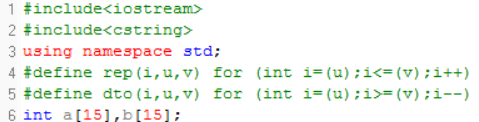 1 #include<iostream>
2 #include<cstring>
3 using namespace std;
4 #define rep(i,u,v) for (int i=(u);i<=(v);i++)
5 #define dto(i,u,v) for (int i=(u);i>=(v);i--)
6 int a[15],b[15];